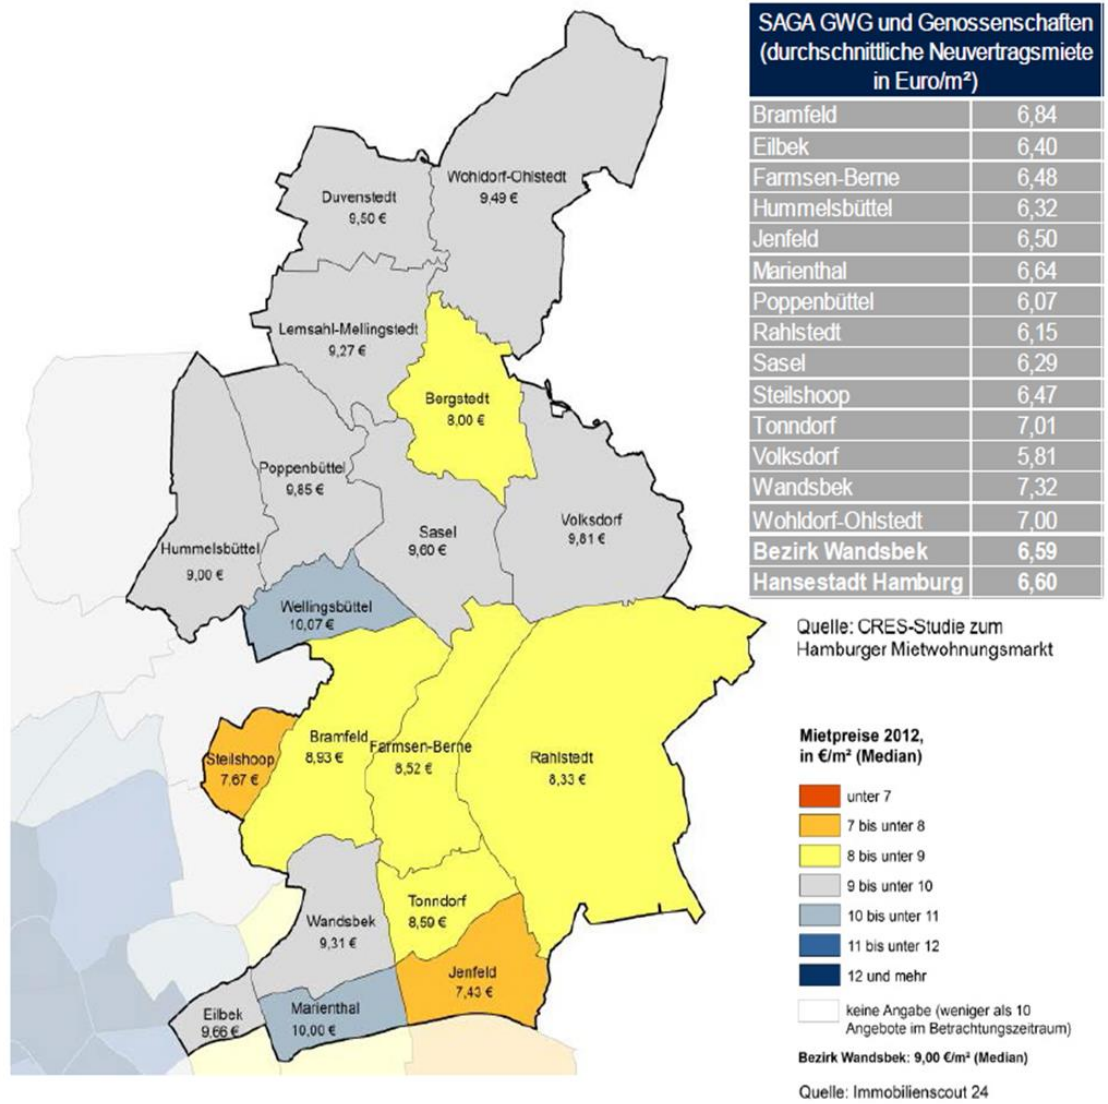 SAGA GWG und Genossenschaften
(durchschnittliche Neuvertragsmiete
in Euro/m²)
Bramfeld 6,84
Eilbek 6,40
Farmsen-Berne 6,48
Hummelsbüttel 6,32
Jenfeld 6,50
Marienthal 6,64
Poppenbüttel 6,07
Rahlstedt 6,15
Sasel 6,29
Steilshoop 6,47
Tonndorf 7,01
Volksdorf 5,81
Wandsbek 7,32
Wohldorf-Ohlstedt 7,00
Bezirk Wandsbek 6,59
Hansestadt Hamburg 6,60
Quelle: CRES-Studie zum
Hamburger Mietwohnungsmarkt
Wohldorf-Ohlstedt
9,49 €
Duvenstedt
9,50 €
Lemsahl-Mellingstedt
9,27 €
Bergstedt
8,00 €
Poppenbüttel
9,85 €
Sasel
9,60 €
Volksdorf
9,81 €
Hummelsbüttel
9,00 €
Wellingsbüttel
10,07 €
Bramfeld
8,93 €
Farmsen-Berne
8,52 €
Rahlstedt
8,33 €
Steilshoop
7,67 €
Tonndorf
8,59 €
Wandsbek
9,31 €
Jenfeld
7,43 €
Eilbek
9,66 €
Marienthal
10,00 €
Mietpreise 2012,
in €/m² (Median)
unter 7
7 bis unter 8
8 bis unter 9
9 bis unter 10
10 bis unter 11
11 bis unter 12
12 und mehr
keine Angabe (weniger als 10
Angebote im Betrachtungszeitraum)
Bezirk Wandsbek: 9,00 €/m² (Median)
Quelle: Immobilienscout 24